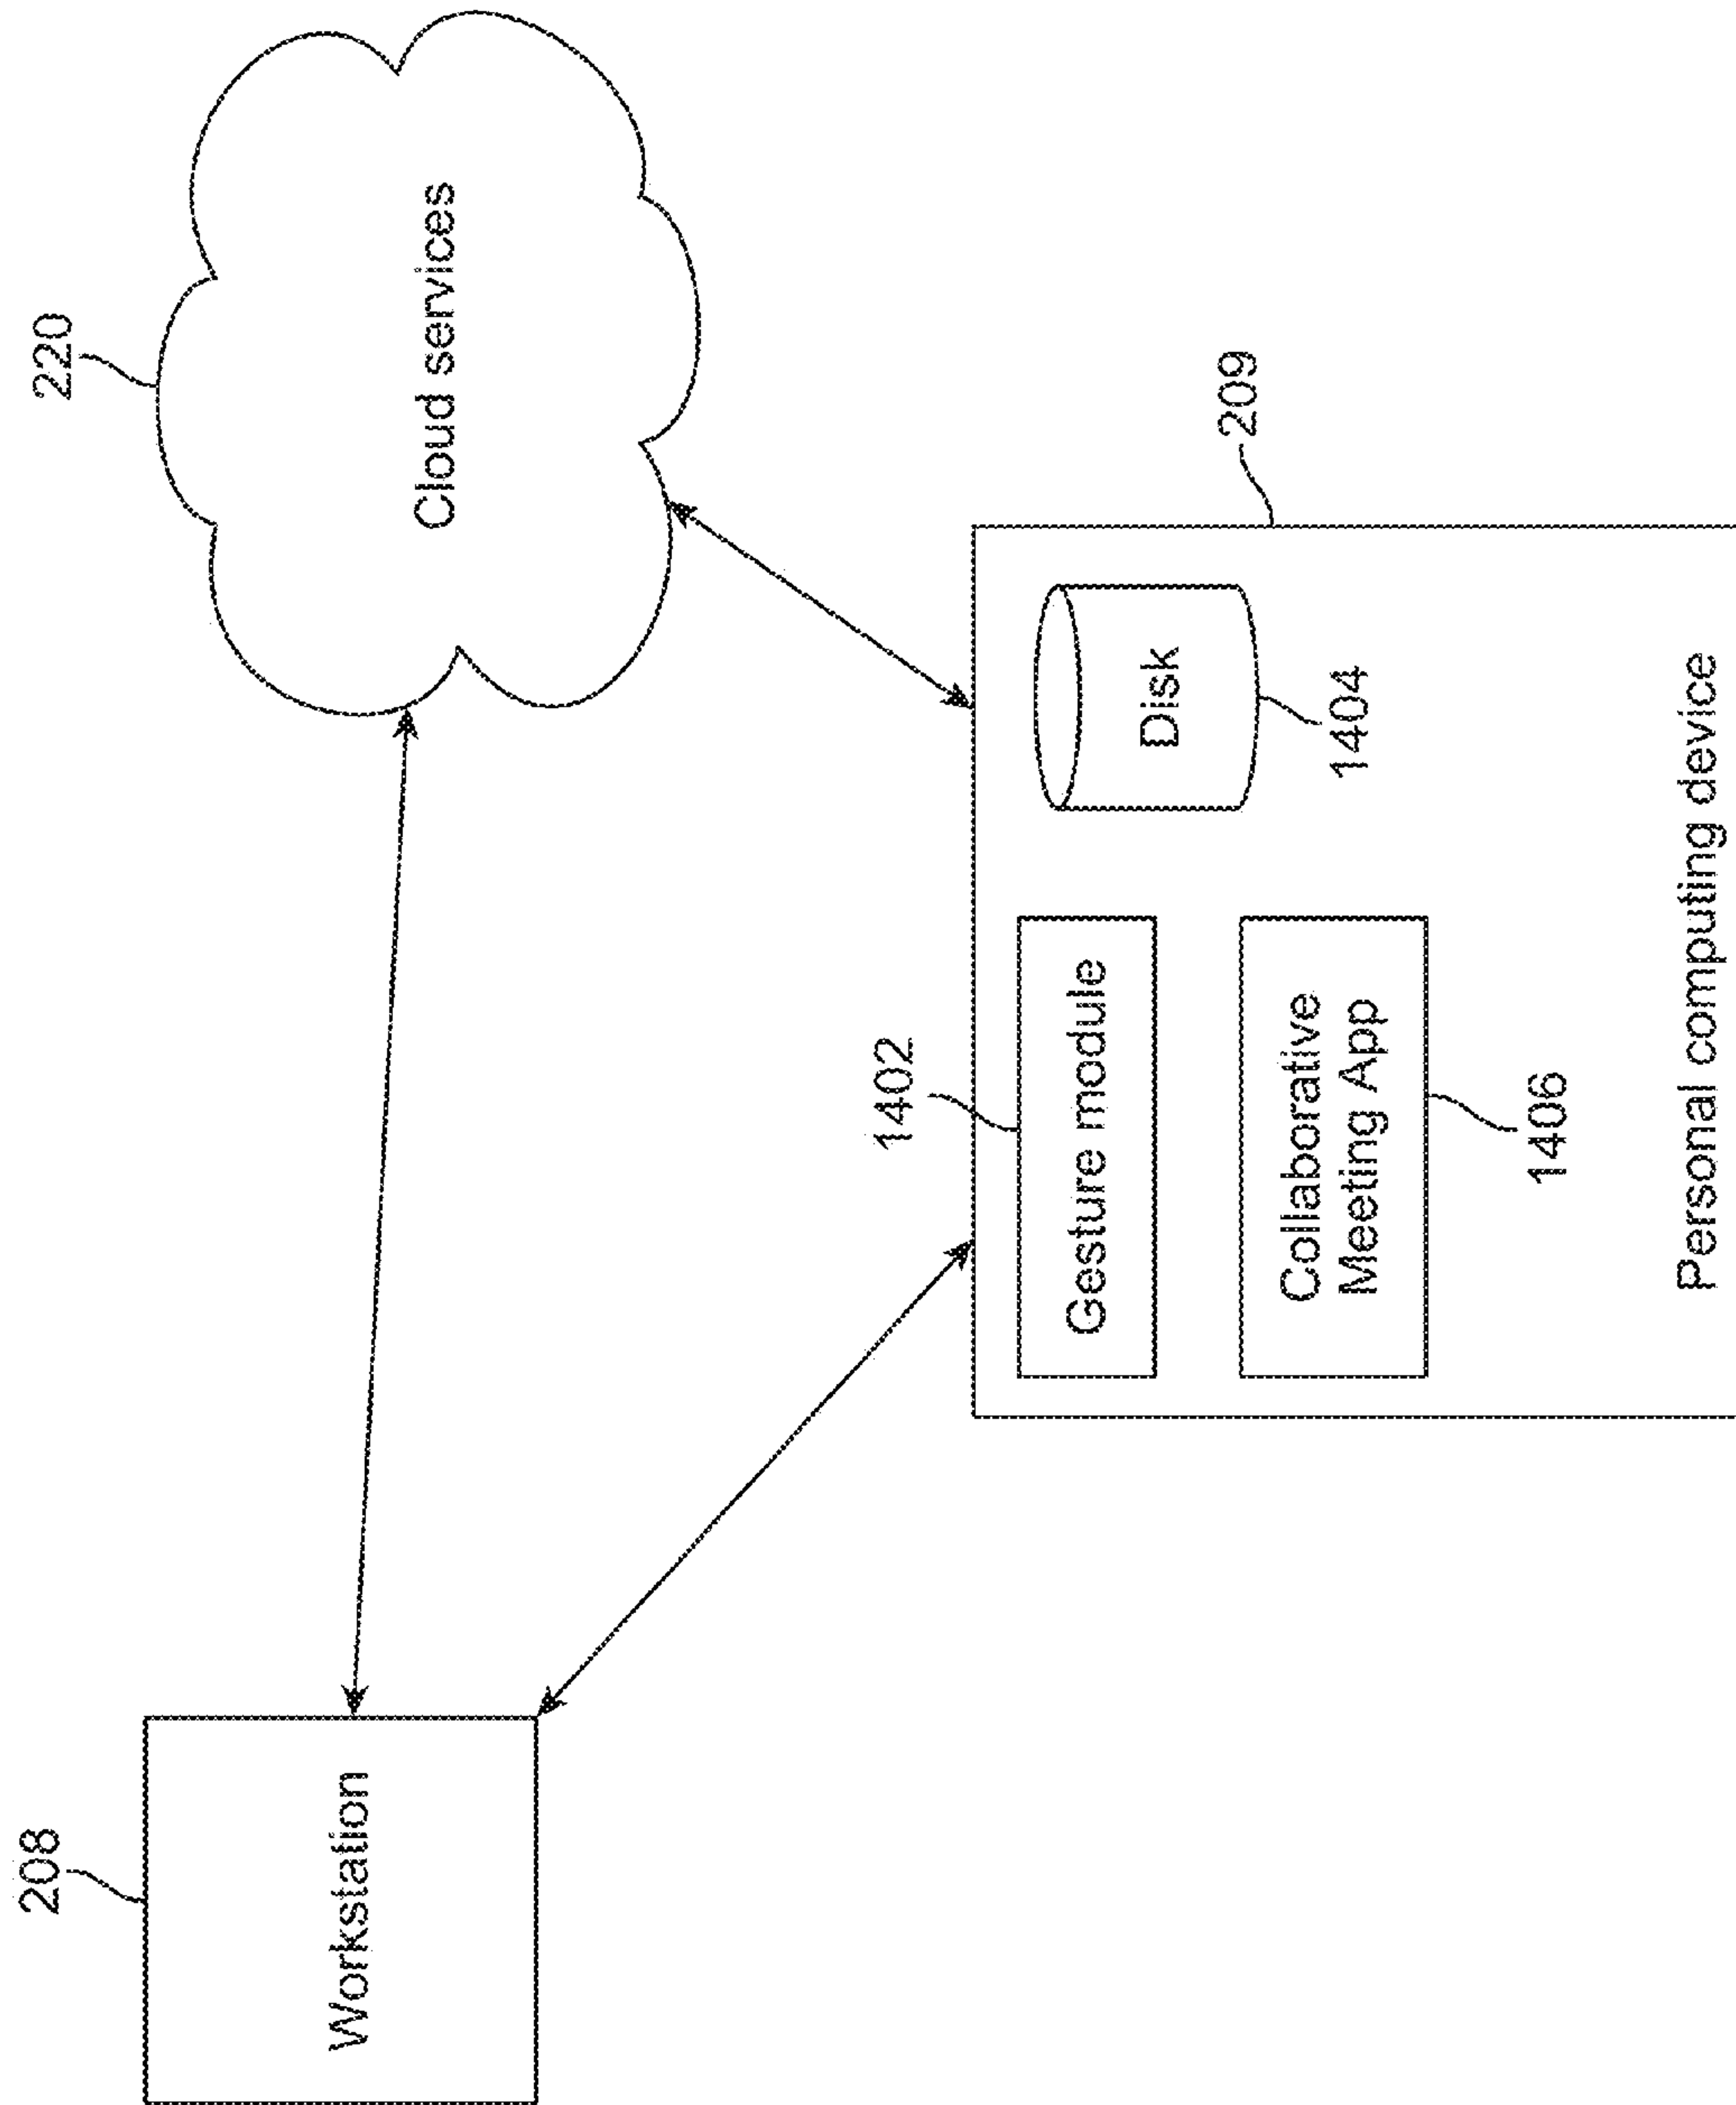 208
Workstation
220
Cloud services
209
1402
Gesture module
Disk
1404
Collaborative
Meeting App
1406
Personal computing device